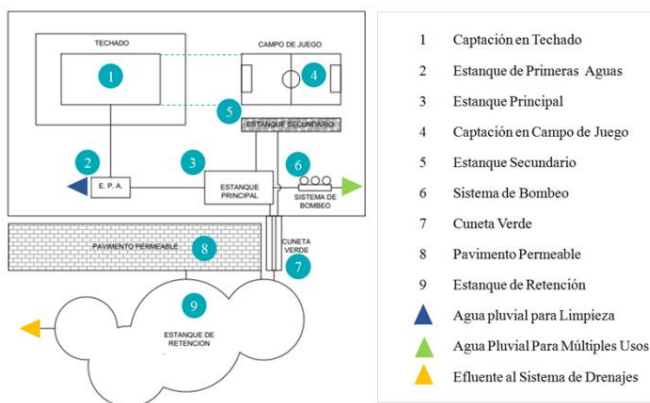 TECHADO
CAMPO DE JUEGO
1
4
5
ESTANQUE SECUNDARIO
2
3
6
E. P. A.
ESTANQUE
PRINCIPAL
SISTEMA DE
BOMBEO
PAVIMENTO PERMEABLE
8
CUNETA
VERDE
7
9
ESTANQUE DE
RETENCION
1 Captación en Techado
2 Estanque de Primeras Aguas
3 Estanque Principal
4 Captación en Campo de Juego
5 Estanque Secundario
6 Sistema de Bombeo
7 Cuneta Verde
8 Pavimento Permeable
9 Estanque de Retención
Agua pluvial para Limpieza
Agua Pluvial Para Múltiples Usos
Efluente al Sistema de Drenajes